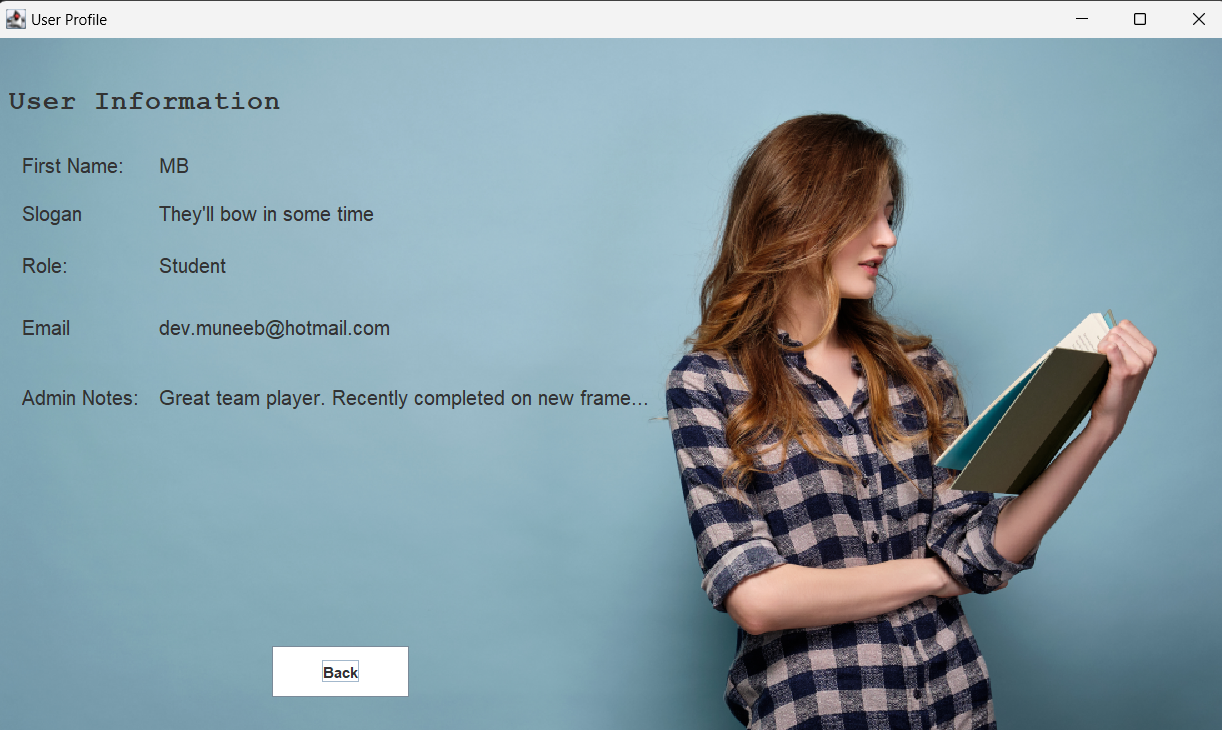 User Profile
User Information
First Name: MB
Slogan They'll bow in some time
Role: Student
Email dev.muneeb@hotmail.com
Admin Notes: Great team player. Recently completed on new frame...
Back